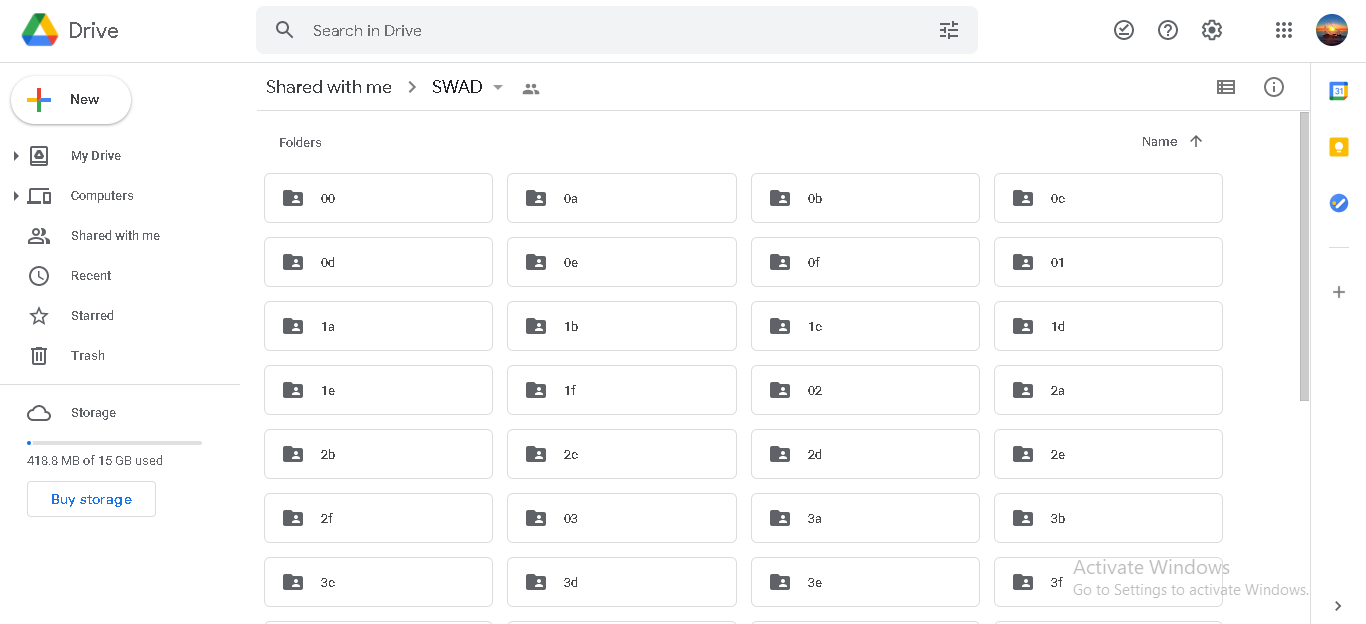 Drive
Search in Drive
New
Shared with me > SWAD
My Drive
Computers
Shared with me
Recent
Starred
Trash
Storage
418.8 MB of 15 GB used
Buy storage
Folders
Name
00
0a
0b
0c
0d
0e
0f
01
1a
1b
1c
1d
1e
1f
02
2a
2b
2c
2d
2e
2f
03
3a
3b
3c
3d
3e
3f
31
Activate Windows
Go to Settings to activate Windows.